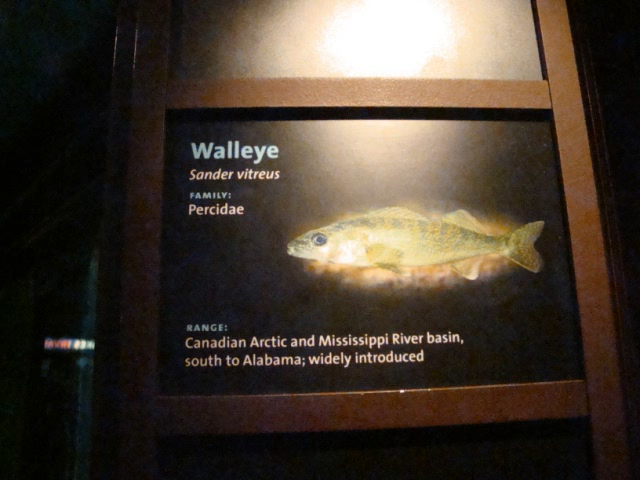 Walleye
Sander vitreus
FAMILY:
Percidae
RANGE:
Canadian Arctic and Mississippi River basin,
south to Alabama; widely introduced